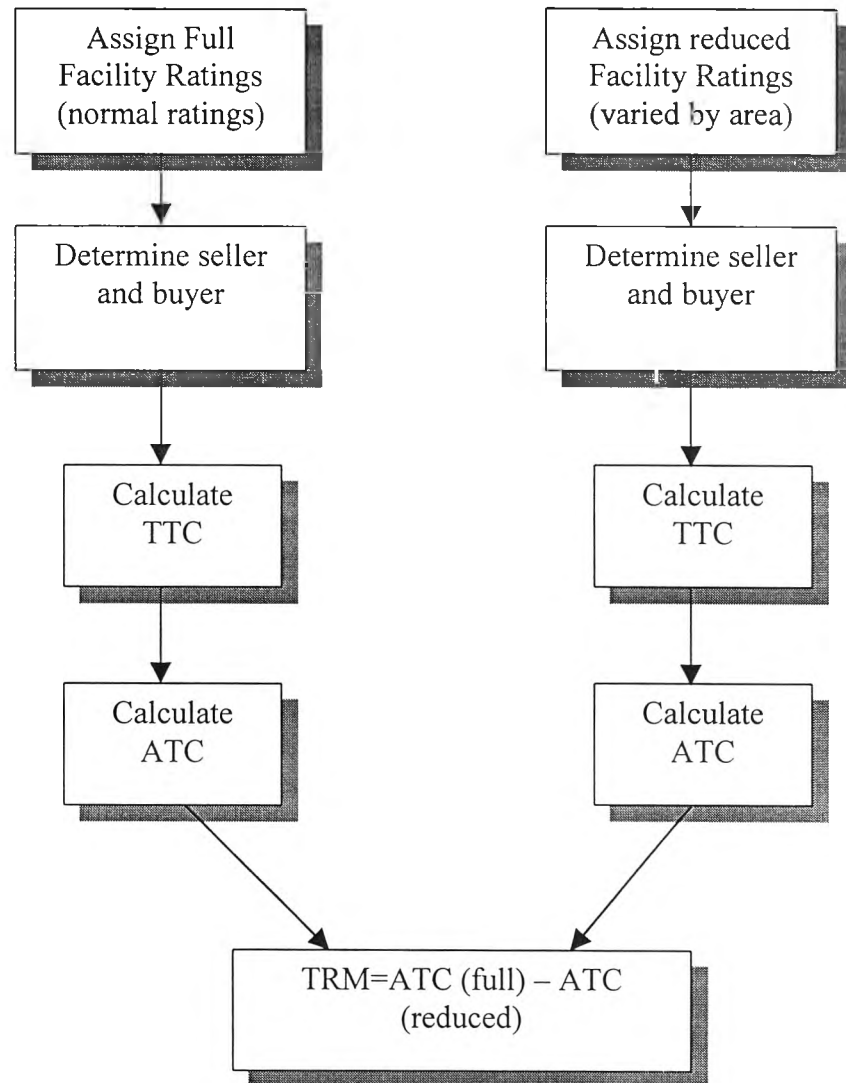 Assign Full
Facility Ratings
(normal ratings)
Assign reduced
Facility Ratings
(varied by area)
Determine seller
and buyer
Determine seller
and buyer
Calculate
TTC
Calculate
TTC
Calculate
ATC
Calculate
ATC
TRM=ATC (full) – ATC
(reduced)